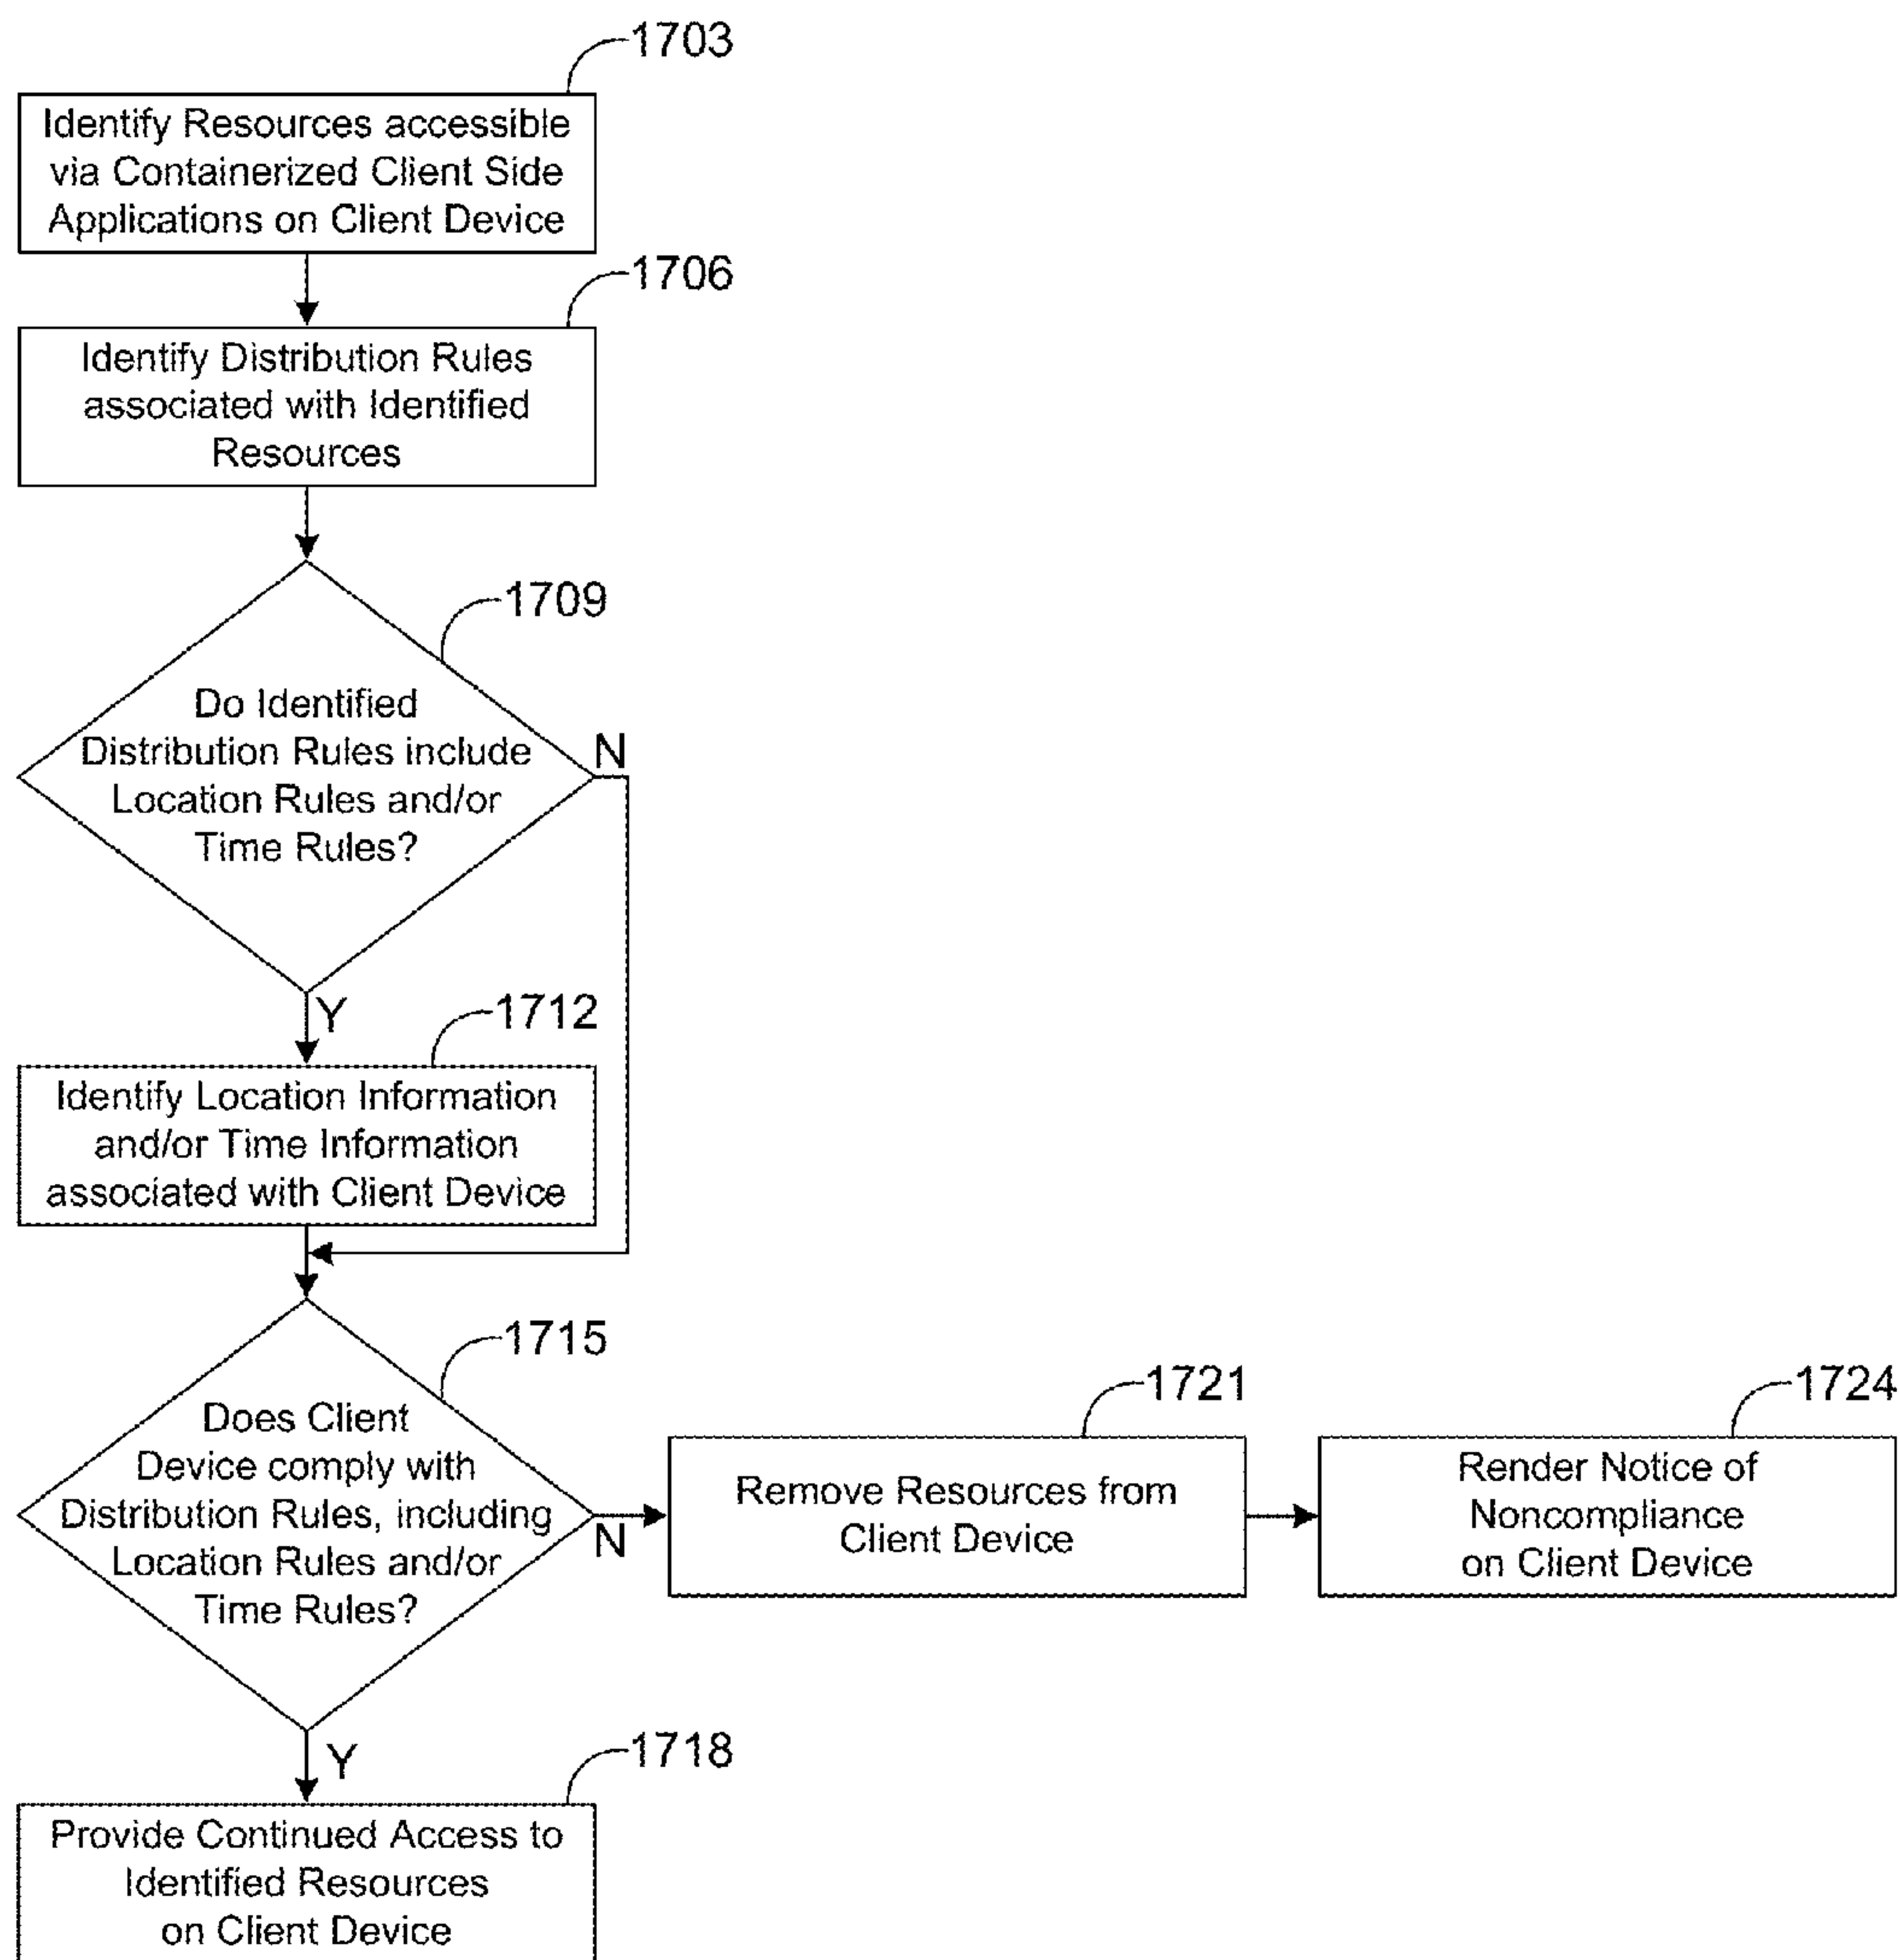 1703
Identify Resources accessible
via Containerized Client Side
Applications on Client Device
1706
Identify Distribution Rules
associated with Identified
Resources
1709
Do Identified
Distribution Rules include
Location Rules and/or
Time Rules?
N
Y
1712
Identify Location Information
and/or Time Information
associated with Client Device
1715
Does Client
Device comply with
Distribution Rules, including
Location Rules and/or
Time Rules?
N
1721
Remove Resources from
Client Device
1724
Render Notice of
Noncompliance
on Client Device
Y
1718
Provide Continued Access to
Identified Resources
on Client Device